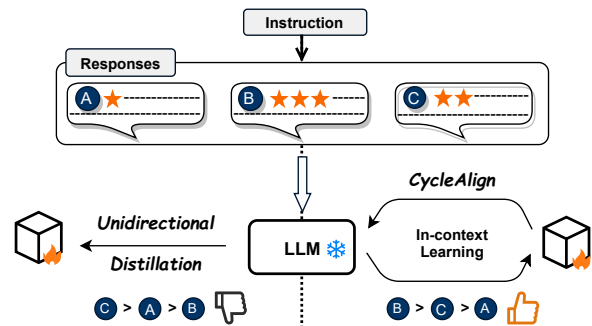 Instruction
Responses
A
B
C
CycleAlign
Unidirectional
Distillation
LLM
In-context
Learning
C > A > B
B > C > A